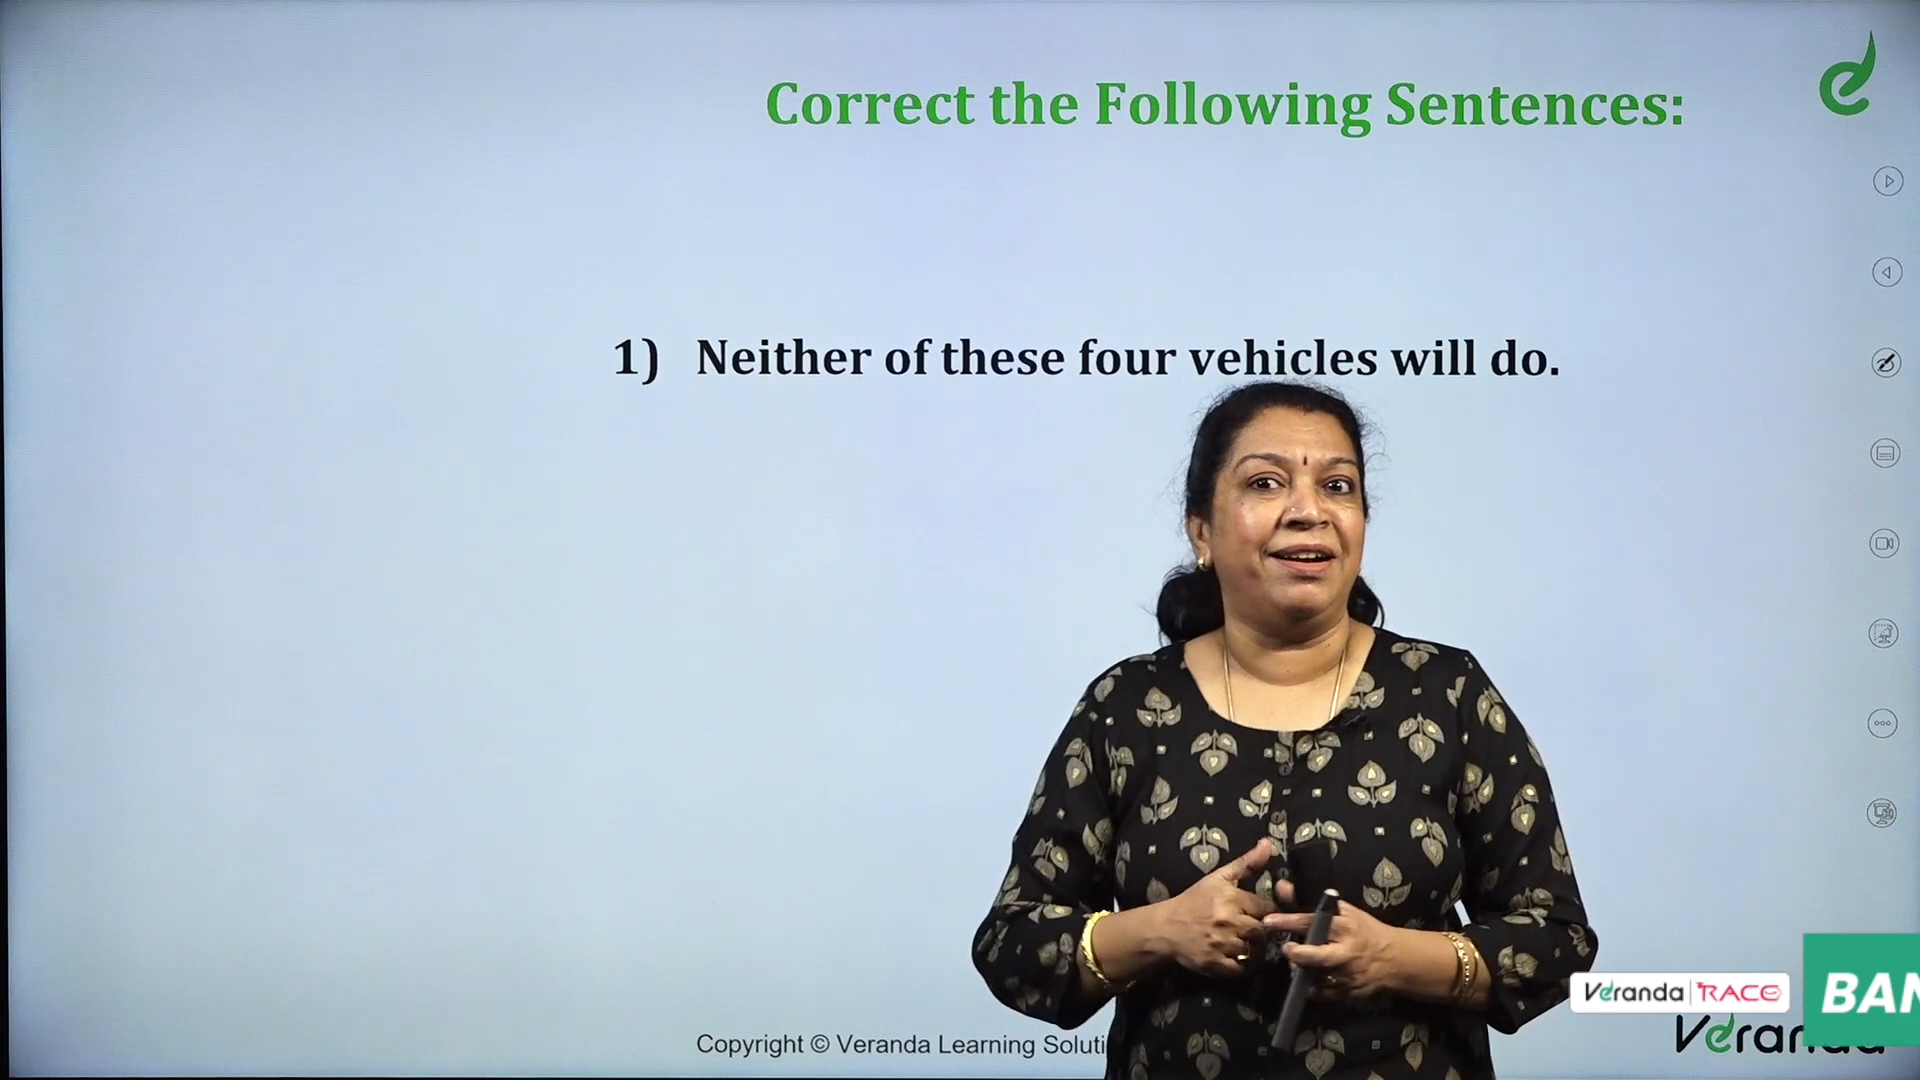 Correct the Following Sentences:
1) Neither of these four vehicles will do.
Veranda RACE
BAN
Copyright © Veranda Learning Soluti
Veranda